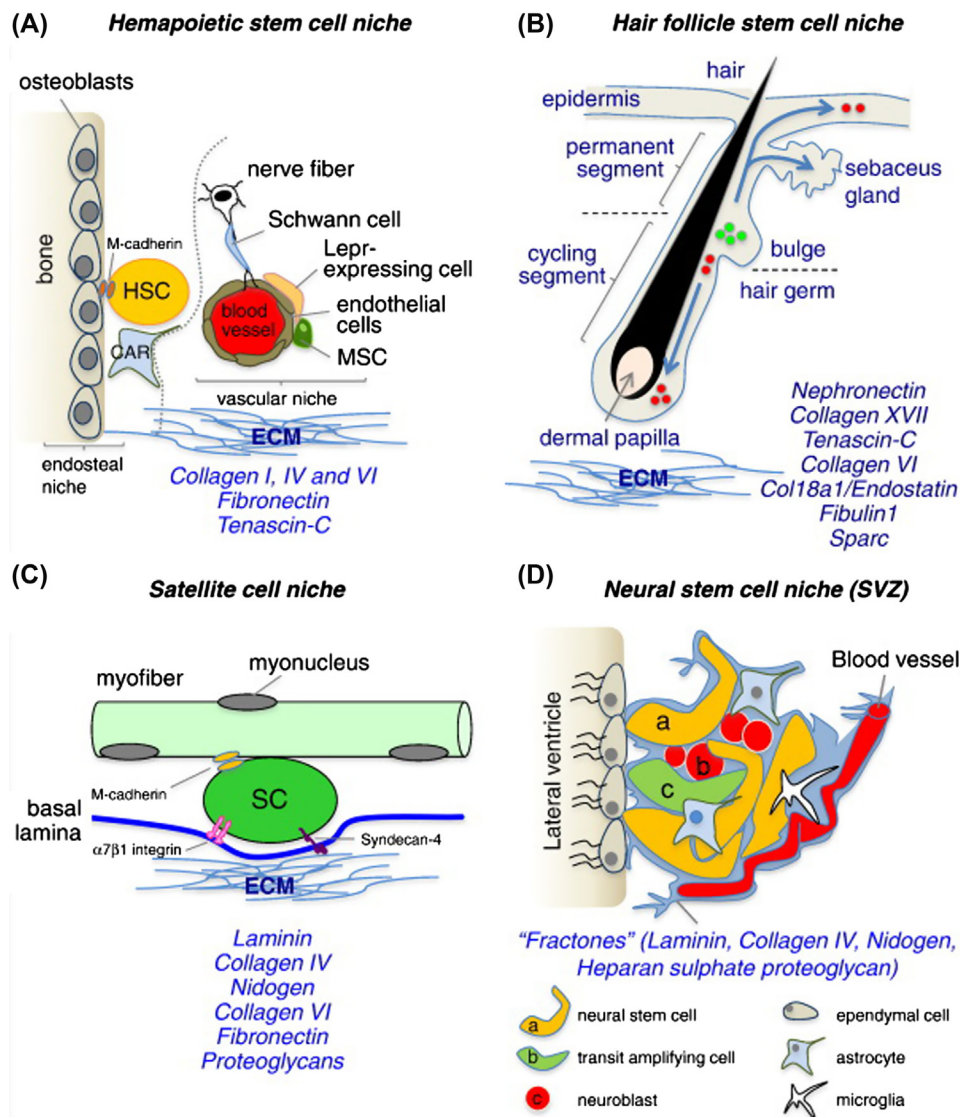 (A)
Hemapoietic stem cell niche
osteoblasts
nerve fiber
Schwann cell
Lepr-
expressing cell
endothelial
cells
MSC
M-cadherin
bone
HSC
CAR
blood
vessel
vascular niche
ECM
endosteal
niche
Collagen I, IV and VI
Fibronectin
Tenascin-C
(B)
Hair follicle stem cell niche
hair
epidermis
permanent
segment
sebaceus
gland
cycling
segment
bulge
hair germ
dermal papilla
ECM
Nephronectin
Collagen XVII
Tenascin-C
Collagen VI
Col18a1/Endostatin
Fibulin1
Sparc
(C)
Satellite cell niche
myonucleus
myofiber
M-cadherin
SC
basal
lamina
α7β1 integrin
Syndecan-4
ECM
Laminin
Collagen IV
Nidogen
Collagen VI
Fibronectin
Proteoglycans
(D)
Neural stem cell niche (SVZ)
Blood vessel
Lateral ventricle
a
b
c
"Fractones" (Laminin, Collagen IV, Nidogen,
Heparan sulphate proteoglycan)
a neural stem cell
b transit amplifying cell
c neuroblast
ependymal cell
astrocyte
microglia